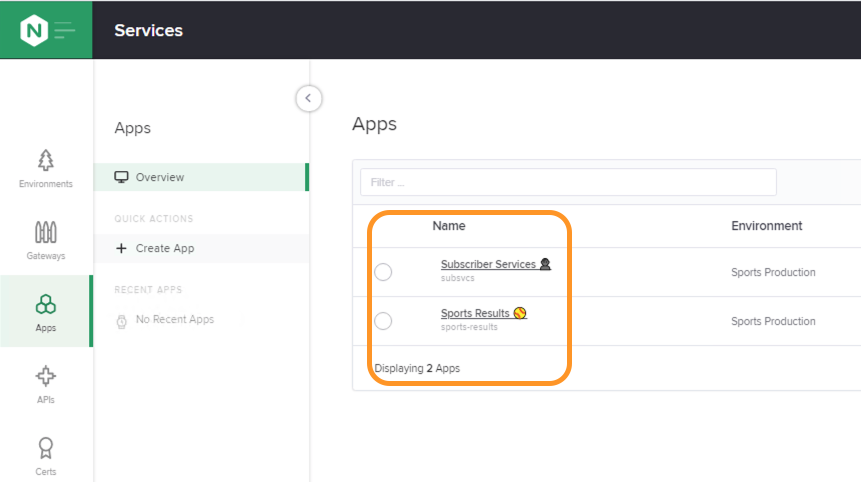 N
Services
Environments
Gateways
Apps
APIs
Certs
Apps
Overview
QUICK ACTIONS
+ Create App
RECENT APPS
No Recent Apps
Apps
Filter ...
Name Environment
Subscriber Services
subsvcs
Sports Production
Sports Results
sports-results
Sports Production
Displaying 2 Apps